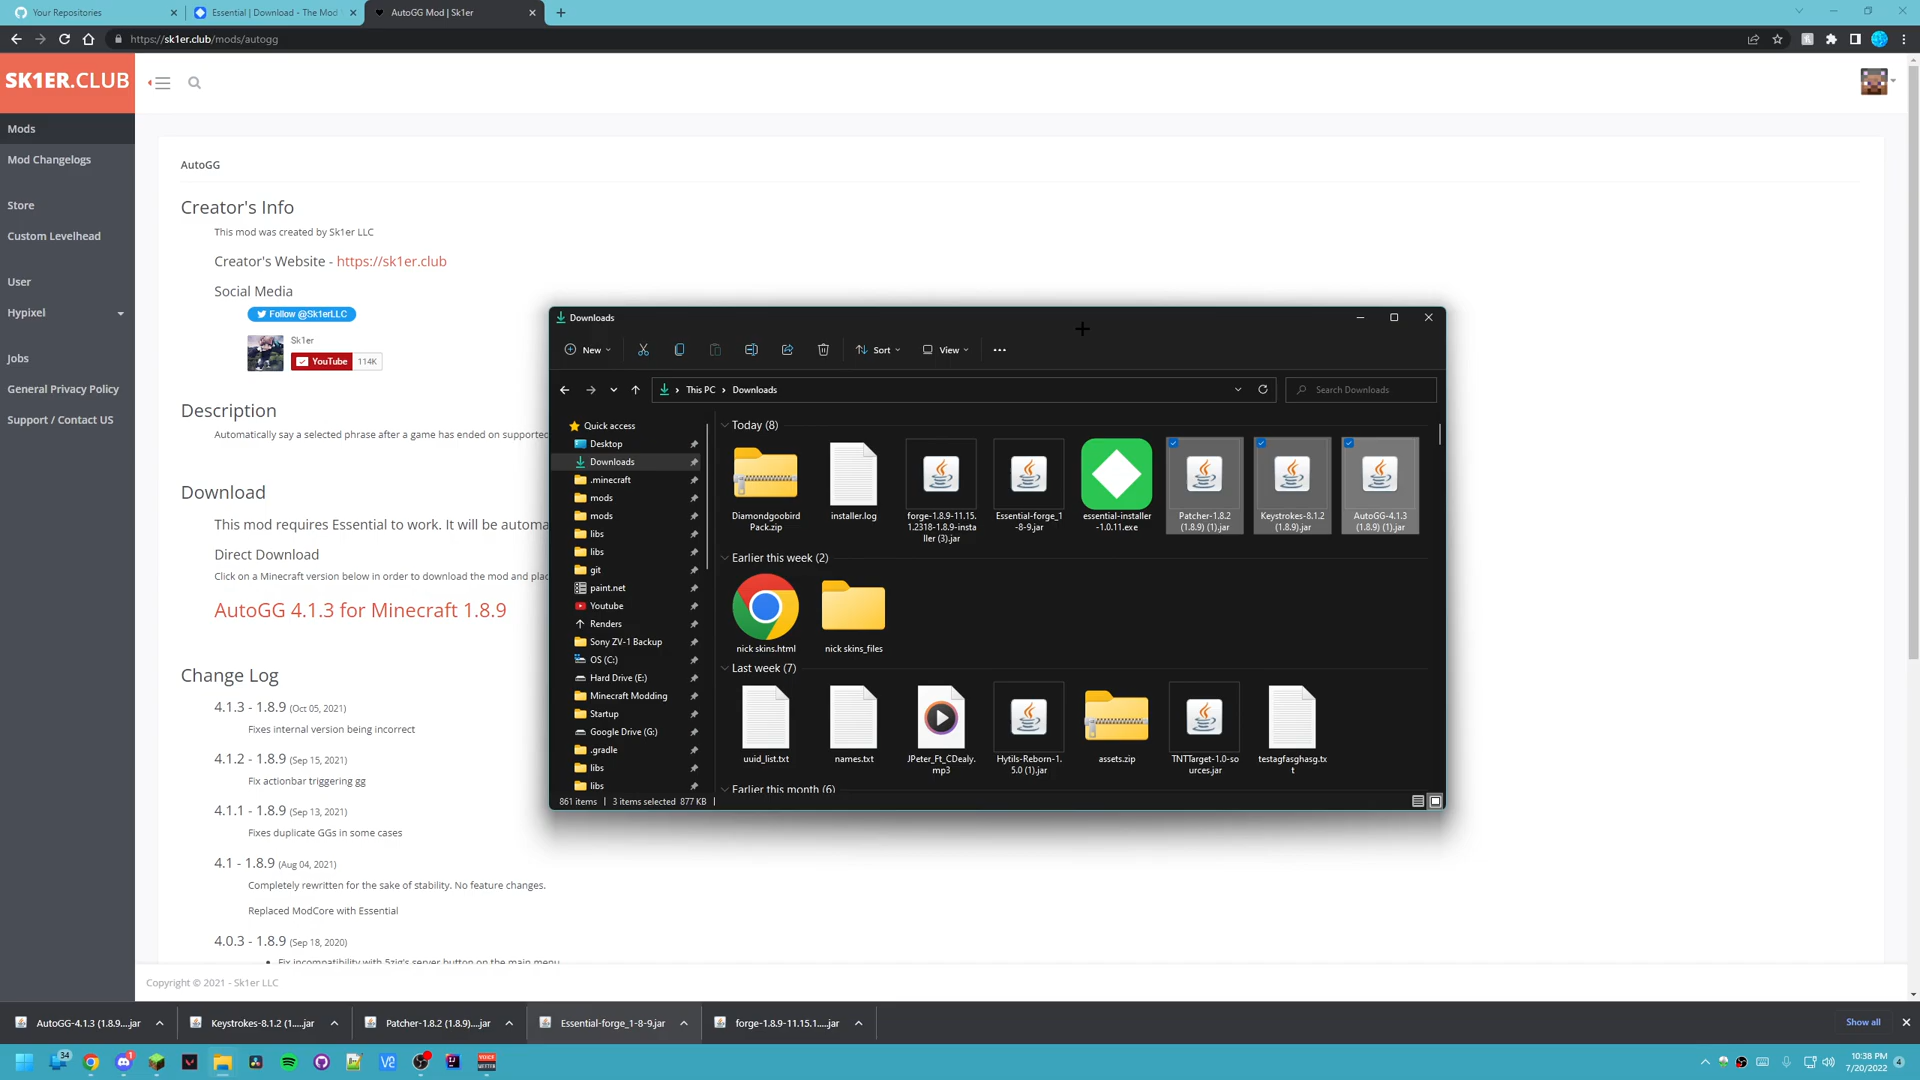 Your Repositories
Essential | Download - The Mod
AutoGG Mod | Sk1er
https://sk1er.club/mods/autogg
SK1ER.CLUB
Mods
Mod Changelogs
Store
Custom Levelhead
User
Hypixel
Jobs
General Privacy Policy
Support / Contact US
AutoGG
Creator's Info
This mod was created by Sk1er LLC
Creator's Website - https://sk1er.club
Social Media
Follow @Sk1erLLC
Sk1er
YouTube 114K
Description
Automatically say a selected phrase after a game has ended on supported
Download
This mod requires Essential to work. It will be automa
Direct Download
Click on a Minecraft version below in order to download the mod and plac
AutoGG 4.1.3 for Minecraft 1.8.9
Change Log
4.1.3 - 1.8.9 (Oct 05, 2021)
Fixes internal version being incorrect
4.1.2 - 1.8.9 (Sep 15, 2021)
Fix actionbar triggering gg
4.1.1 - 1.8.9 (Sep 13, 2021)
Fixes duplicate GGs in some cases
4.1 - 1.8.9 (Aug 04, 2021)
Completely rewritten for the sake of stability. No feature changes.
Replaced ModCore with Essential
4.0.3 - 1.8.9 (Sep 18, 2020)
Fix incompatibility with 5zig's server button on the main menu
Copyright © 2021 - Sk1er LLC
Downloads
New
Sort
View
This PC > Downloads
Search Downloads
Quick access
Desktop
Downloads
.minecraft
mods
mods
libs
libs
git
paint.net
Youtube
Renders
Sony ZV-1 Backup
OS (C:)
Hard Drive (E:)
Minecraft Modding
Startup
Google Drive (G:)
.gradle
libs
libs
Today (8)
Diamondgoobird Pack.zip
installer.log
forge-1.8.9-11.15.1.2318-1.8.9-installer (3).jar
Essential-forge_1-8-9.jar
essential-installer-1.0.11.exe
Patcher-1.8.2 (1.8.9) (1).jar
Keystrokes-8.1.2 (1.8.9).jar
AutoGG-4.1.3 (1.8.9) (1).jar
Earlier this week (2)
nick skins.html
nick skins_files
Last week (7)
uuid_list.txt
names.txt
JPeter_Ft_CDealy.mp3
Hytils-Reborn-1.5.0 (1).jar
assets.zip
TNTTarget-1.0-sources.jar
testagfasghasg.txt
Earlier this month (6)
861 items
3 items selected 877 KB
AutoGG-4.1.3 (1.8.9....jar
Keystrokes-8.1.2 (1.....jar
Patcher-1.8.2 (1.8.9)....jar
Essential-forge_1-8-9.jar
forge-1.8.9-11.15.1....jar
Show all
34
1
10:38 PM
7/20/2022
4